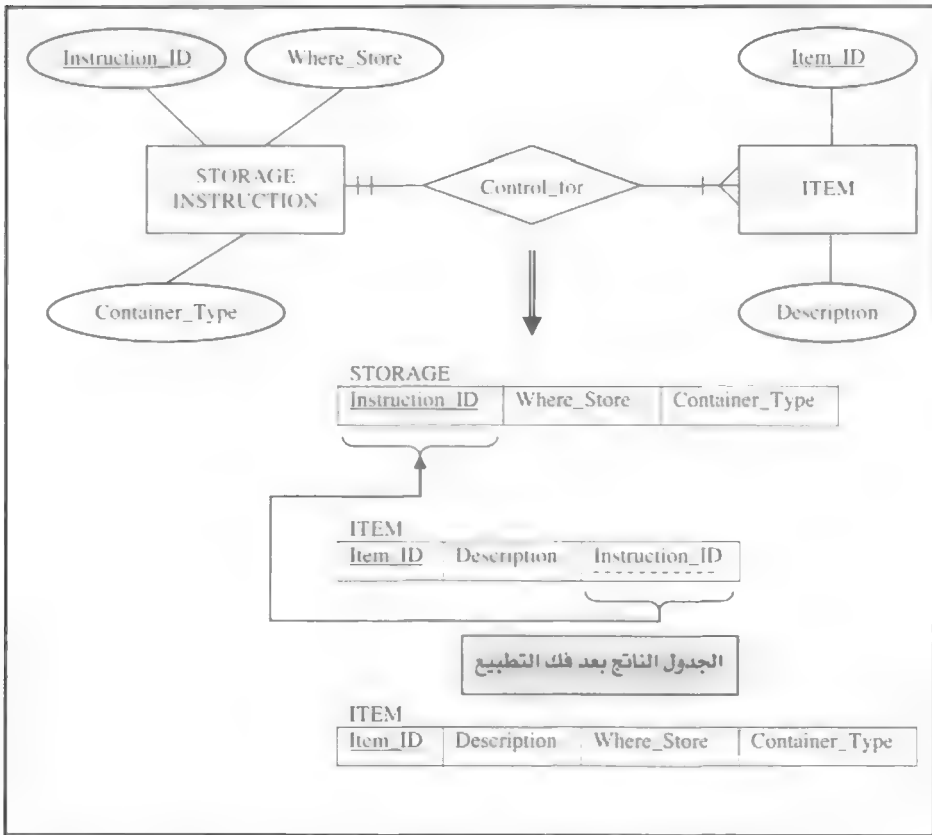 Instruction_ID
Where_Store
Item_ID
STORAGE
INSTRUCTION
Control_for
ITEM
Container_Type
Description
STORAGE
Instruction_ID Where_Store Container_Type
ITEM
Item_ID Description Instruction_ID
الجدول الناتج بعد فك التطبيع
ITEM
Item_ID Description Where_Store Container_Type